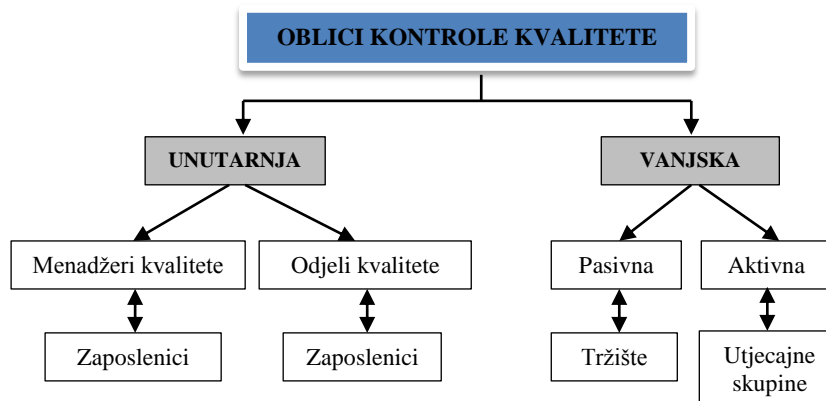 OBLICI KONTROLE KVALITETE
UNUTARNJA
VANJSKA
Menadžeri kvalitete
Odjeli kvalitete
Pasivna
Aktivna
Zaposlenici
Zaposlenici
Tržište
Utjecajne
skupine